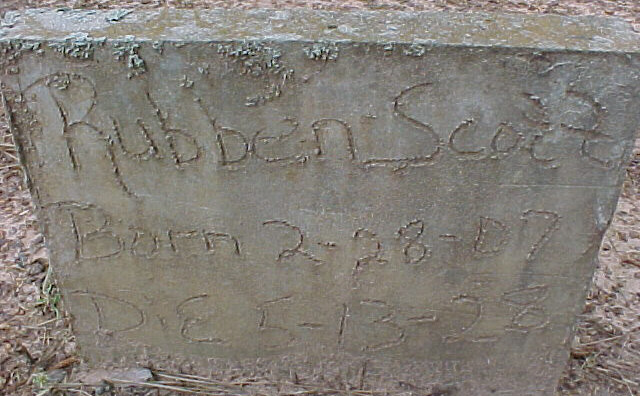 Rubben Scott
Born 2-28-07
DiE 5-13-28